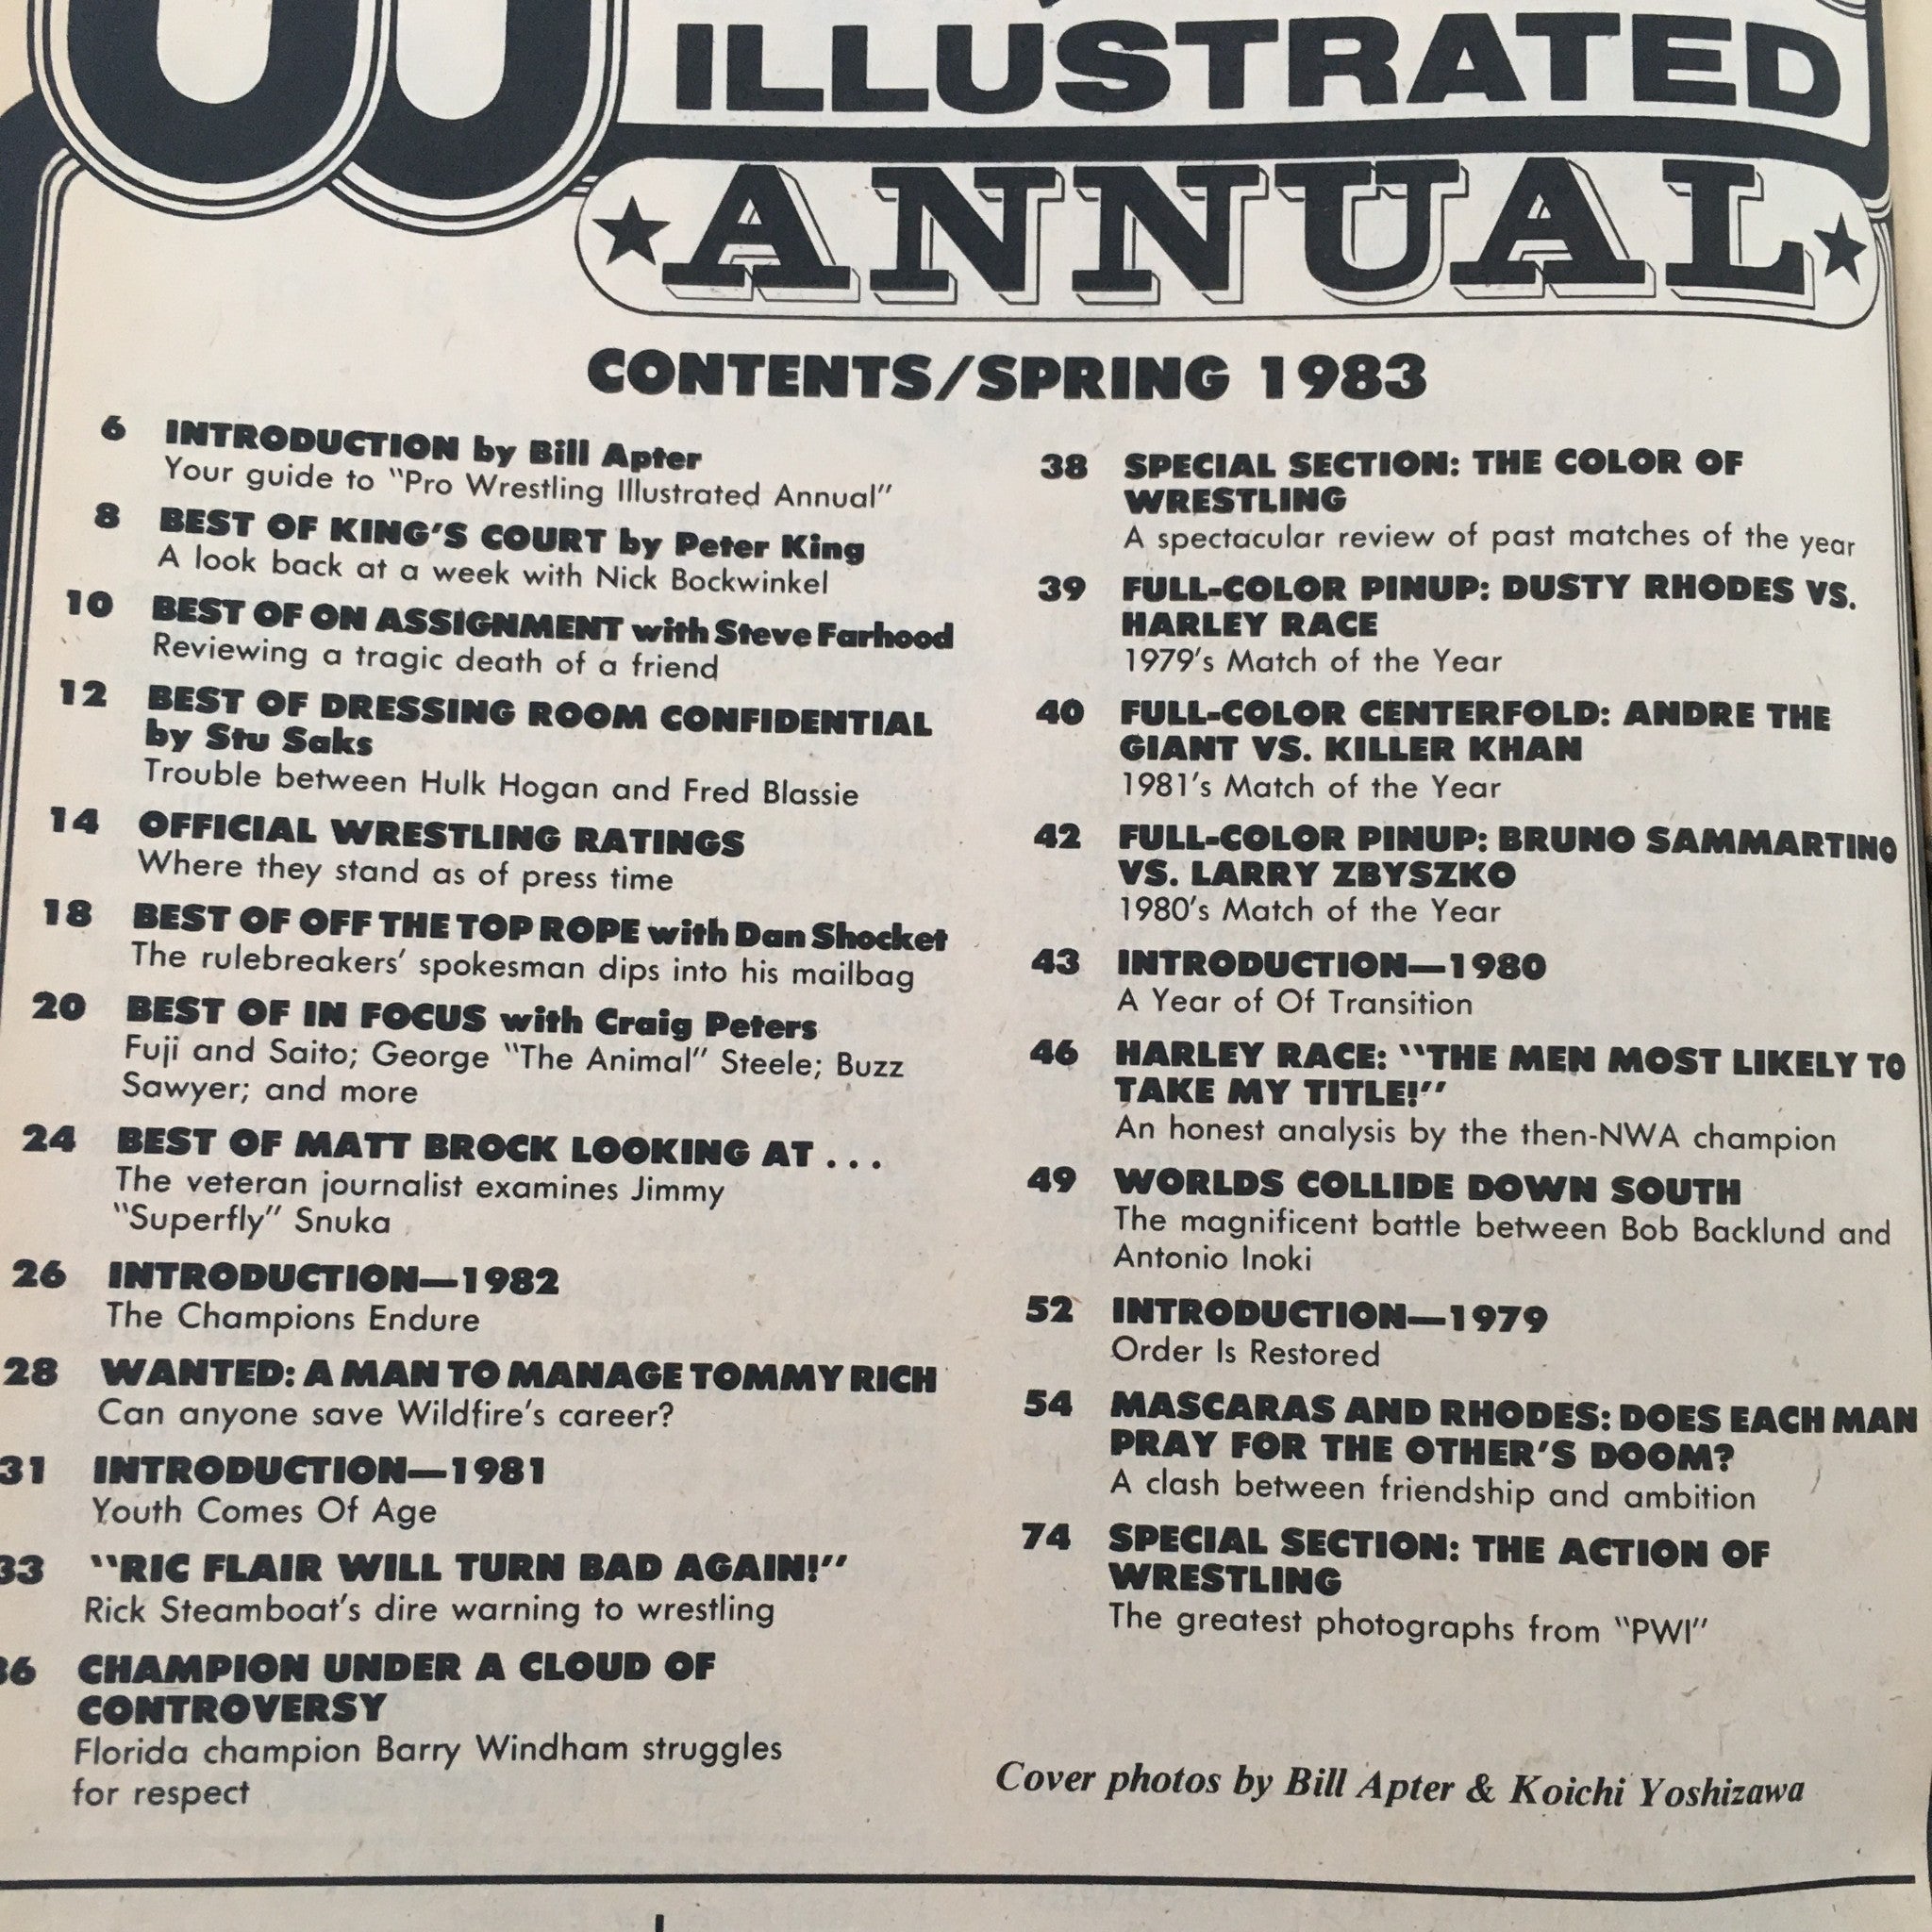 ILLUSTRATED
★ANNUAL★
CONTENTS/SPRING 1983
6 INTRODUCTION by Bill Apter
Your guide to "Pro Wrestling Illustrated Annual"
8 BEST OF KING'S COURT by Peter King
A look back at a week with Nick Bockwinkel
10 BEST OF ON ASSIGNMENT with Steve Farhood
Reviewing a tragic death of a friend
12 BEST OF DRESSING ROOM CONFIDENTIAL
by Stu Saks
Trouble between Hulk Hogan and Fred Blassie
14 OFFICIAL WRESTLING RATINGS
Where they stand as of press time
18 BEST OF OFF THE TOP ROPE with Dan Shocket
The rulebreakers' spokesman dips into his mailbag
20 BEST OF IN FOCUS with Craig Peters
Fuji and Saito; George "The Animal" Steele; Buzz
Sawyer; and more
24 BEST OF MATT BROCK LOOKING AT . . .
The veteran journalist examines Jimmy
"Superfly" Snuka
26 INTRODUCTION—1982
The Champions Endure
28 WANTED: A MAN TO MANAGE TOMMY RICH
Can anyone save Wildfire's career?
31 INTRODUCTION—1981
Youth Comes Of Age
33 "RIC FLAIR WILL TURN BAD AGAIN!"
Rick Steamboat's dire warning to wrestling
36 CHAMPION UNDER A CLOUD OF
CONTROVERSY
Florida champion Barry Windham struggles
for respect
38 SPECIAL SECTION: THE COLOR OF
WRESTLING
A spectacular review of past matches of the year
39 FULL-COLOR PINUP: DUSTY RHODES VS.
HARLEY RACE
1979's Match of the Year
40 FULL-COLOR CENTERFOLD: ANDRE THE
GIANT VS. KILLER KHAN
1981's Match of the Year
42 FULL-COLOR PINUP: BRUNO SAMMARTINO
VS. LARRY ZBYSZKO
1980's Match of the Year
43 INTRODUCTION—1980
A Year of Of Transition
46 HARLEY RACE: "THE MEN MOST LIKELY TO
TAKE MY TITLE!"
An honest analysis by the then-NWA champion
49 WORLDS COLLIDE DOWN SOUTH
The magnificent battle between Bob Backlund and
Antonio Inoki
52 INTRODUCTION—1979
Order Is Restored
54 MASCARAS AND RHODES: DOES EACH MAN
PRAY FOR THE OTHER'S DOOM?
A clash between friendship and ambition
74 SPECIAL SECTION: THE ACTION OF
WRESTLING
The greatest photographs from "PWI"
Cover photos by Bill Apter & Koichi Yoshizawa